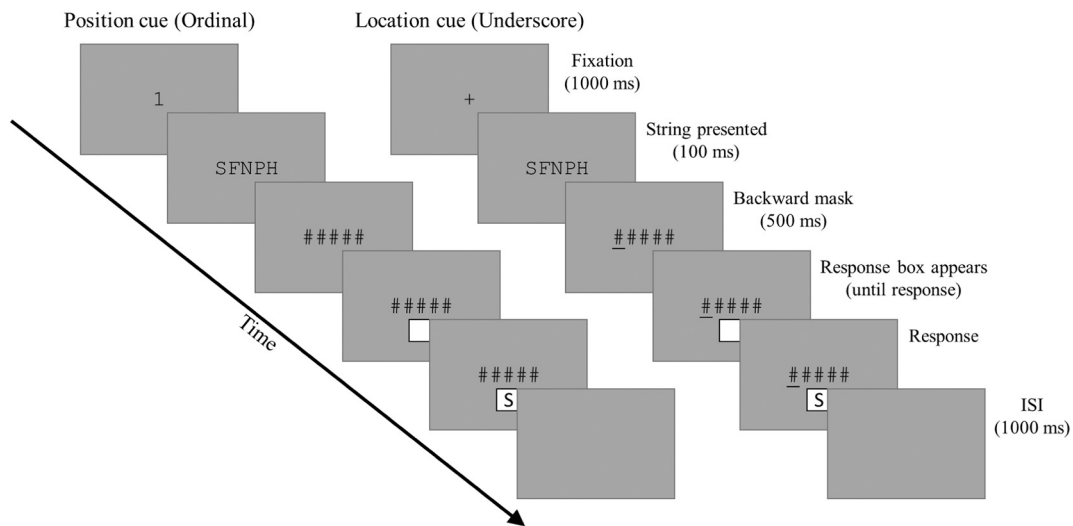 Position cue (Ordinal)
Location cue (Underscore)
1
+
Fixation
(1000 ms)
SFNPH
SFNPH
String presented
(100 ms)
#####
#####
Backward mask
(500 ms)
#####
#####
Response box appears
(until response)
Time
#####
S
#####
S
Response
ISI
(1000 ms)